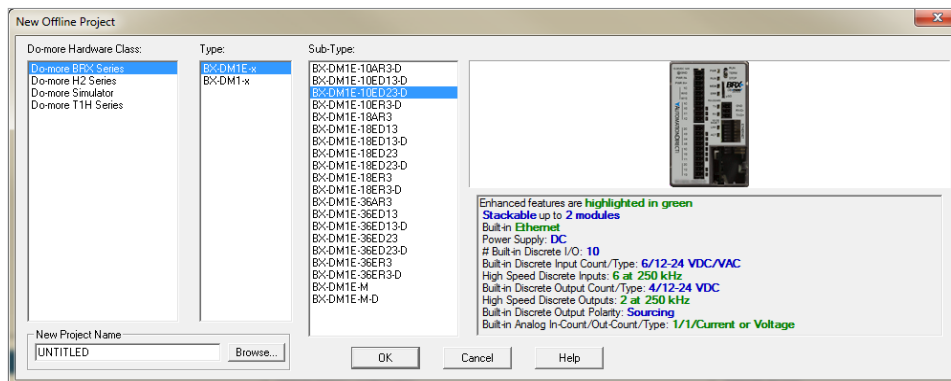 New Offline Project
Do-more Hardware Class:
Do-more BRX Series
Do-more H2 Series
Do-more Simulator
Do-more T1H Series
Type:
BX-DM1E-x
BX-DM1-x
Sub-Type:
BX-DM1E-10AR3-D
BX-DM1E-10ED13-D
BX-DM1E-10ED23-D
BX-DM1E-10ER3-D
BX-DM1E-18AR3
BX-DM1E-18ED13
BX-DM1E-18ED13-D
BX-DM1E-18ED23
BX-DM1E-18ED23-D
BX-DM1E-18ER3
BX-DM1E-18ER3-D
BX-DM1E-36AR3
BX-DM1E-36ED13
BX-DM1E-36ED13-D
BX-DM1E-36ED23
BX-DM1E-36ED23-D
BX-DM1E-36ER3
BX-DM1E-36ER3-D
BX-DM1E-M
BX-DM1E-M-D
BRX
AUTOMATIONDIRECT
Enhanced features are highlighted in green
Stackable up to 2 modules
Built-in Ethernet
Power Supply: DC
# Built-in Discrete I/O: 10
Built-in Discrete Input Count/Type: 6/12-24 VDC/VAC
High Speed Discrete Inputs: 6 at 250 kHz
Built-in Discrete Output Count/Type: 4/12-24 VDC
High Speed Discrete Outputs: 2 at 250 kHz
Built-in Discrete Output Polarity: Sourcing
Built-in Analog In-Count/Out-Count/Type: 1/1/Current or Voltage
New Project Name
UNTITLED
Browse...
OK
Cancel
Help